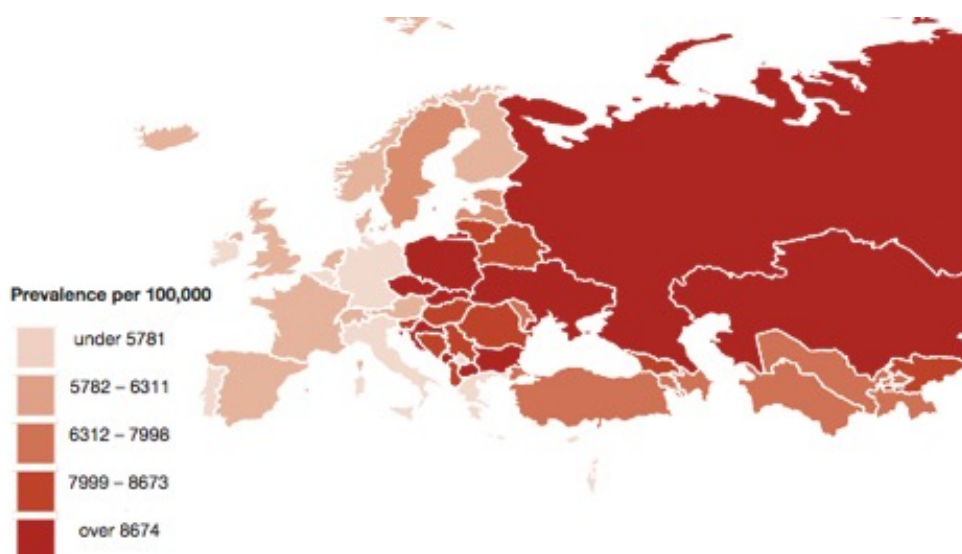 Prevalence per 100,000
under 5781
5782 – 6311
6312 – 7998
7999 – 8673
over 8674